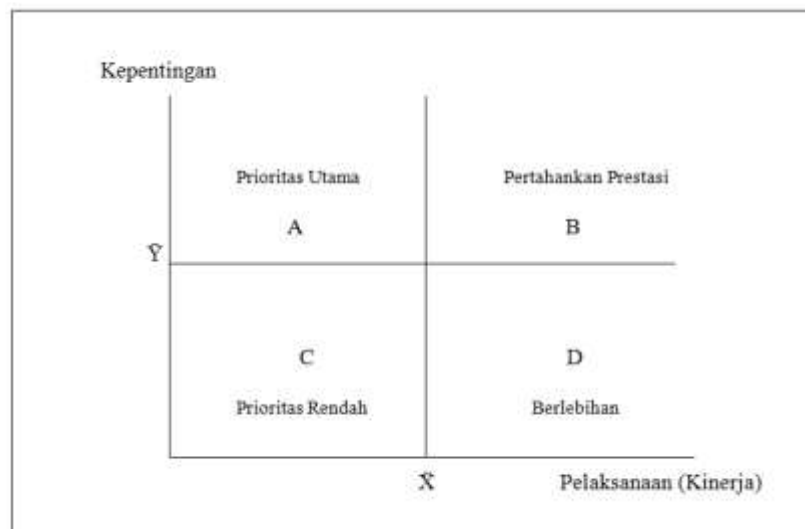 Kepentingan
Prioritas Utama
Pertahankan Prestasi
A
B
Ȳ
C
D
Prioritas Rendah
Berlebihan
X̄
Pelaksanaan (Kinerja)